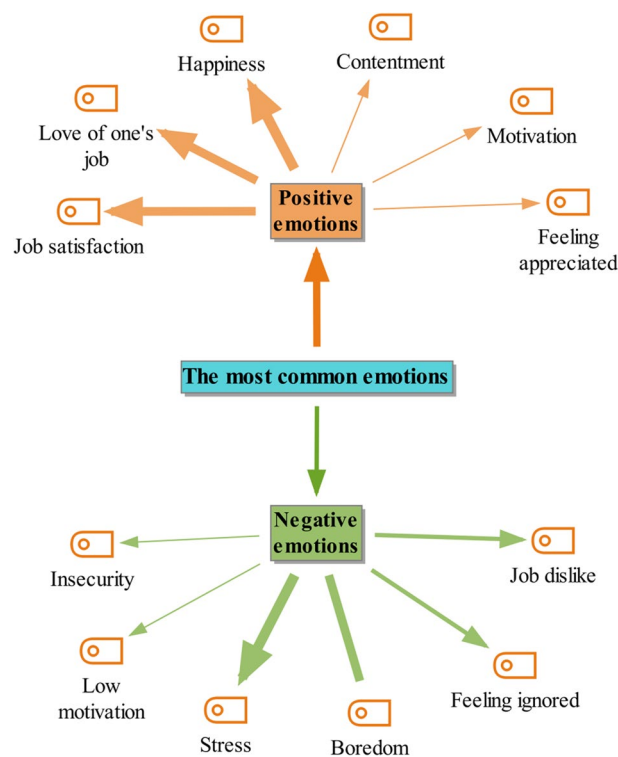 Happiness
Contentment
Love of one's
job
Motivation
Positive
emotions
Job satisfaction
Feeling
appreciated
The most common emotions
Negative
emotions
Insecurity
Job dislike
Low
motivation
Feeling ignored
Stress
Boredom